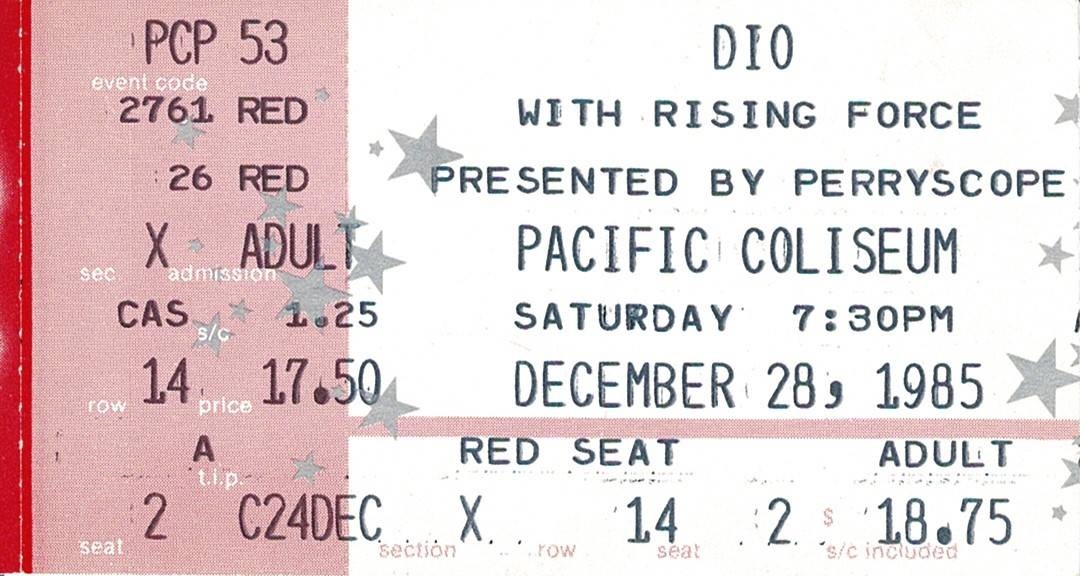 PCP 53
event code
2761 RED
26 RED
X ADULT
sec admission
CAS 1.25
s/c
14 17.50
row price
A
t.i.p.
2 C24DEC
seat
DIO
WITH RISING FORCE
PRESENTED BY PERRYSCOPE
PACIFIC COLISEUM
SATURDAY 7:30PM
DECEMBER 28, 1985
RED SEAT ADULT
X 14 2 $ 18.75
section row seat s/c included